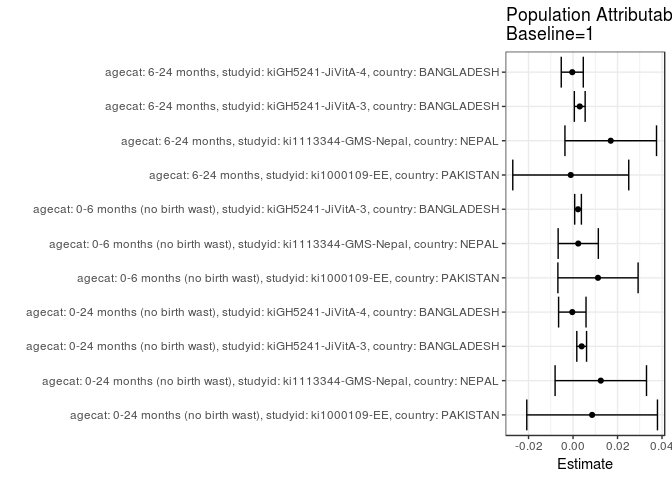 Population Attributab
Baseline=1
agecat: 6-24 months, studyid: kiGH5241-JiVitA-4, country: BANGLADESH
agecat: 6-24 months, studyid: kiGH5241-JiVitA-3, country: BANGLADESH
agecat: 6-24 months, studyid: ki1113344-GMS-Nepal, country: NEPAL
agecat: 6-24 months, studyid: ki1000109-EE, country: PAKISTAN
agecat: 0-6 months (no birth wast), studyid: kiGH5241-JiVitA-3, country: BANGLADESH
agecat: 0-6 months (no birth wast), studyid: ki1113344-GMS-Nepal, country: NEPAL
agecat: 0-6 months (no birth wast), studyid: ki1000109-EE, country: PAKISTAN
agecat: 0-24 months (no birth wast), studyid: kiGH5241-JiVitA-4, country: BANGLADESH
agecat: 0-24 months (no birth wast), studyid: kiGH5241-JiVitA-3, country: BANGLADESH
agecat: 0-24 months (no birth wast), studyid: ki1113344-GMS-Nepal, country: NEPAL
agecat: 0-24 months (no birth wast), studyid: ki1000109-EE, country: PAKISTAN
-0.02 0.00 0.02 0.04
Estimate